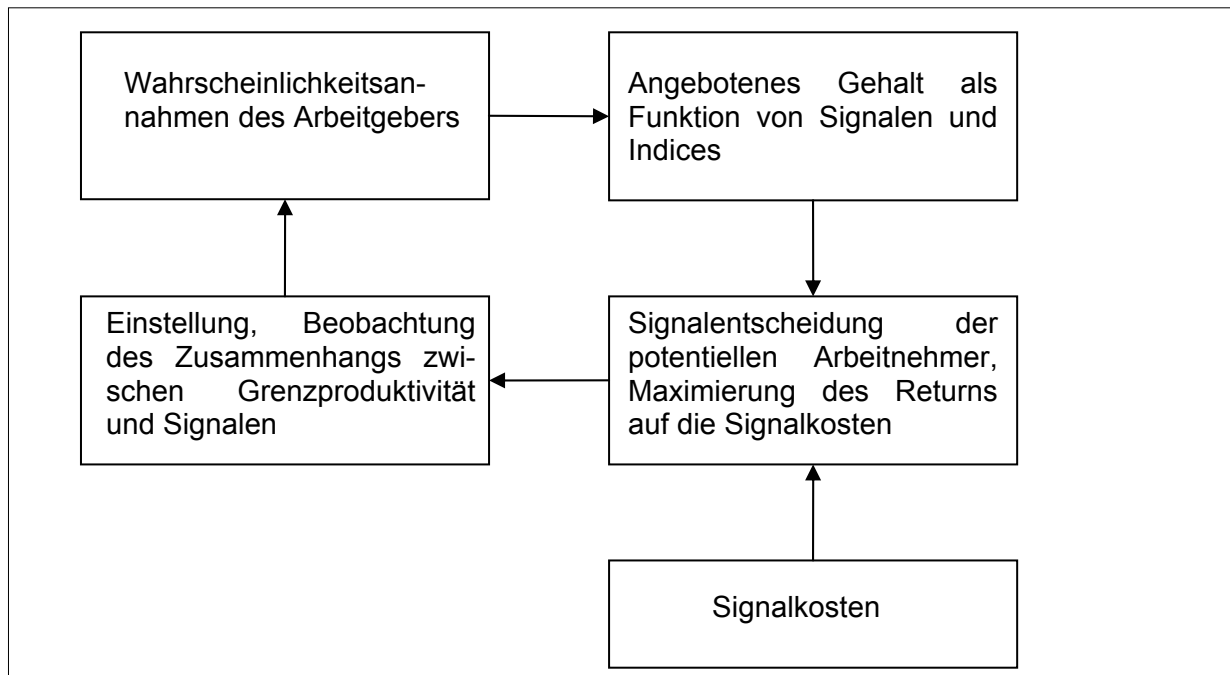 Wahrscheinlichkeitsan-
nahmen des Arbeitgebers
Angebotenes Gehalt als
Funktion von Signalen und
Indices
Einstellung, Beobachtung
des Zusammenhangs zwi-
schen Grenzproduktivität
und Signalen
Signalentscheidung der
potentiellen Arbeitnehmer,
Maximierung des Returns
auf die Signalkosten
Signalkosten